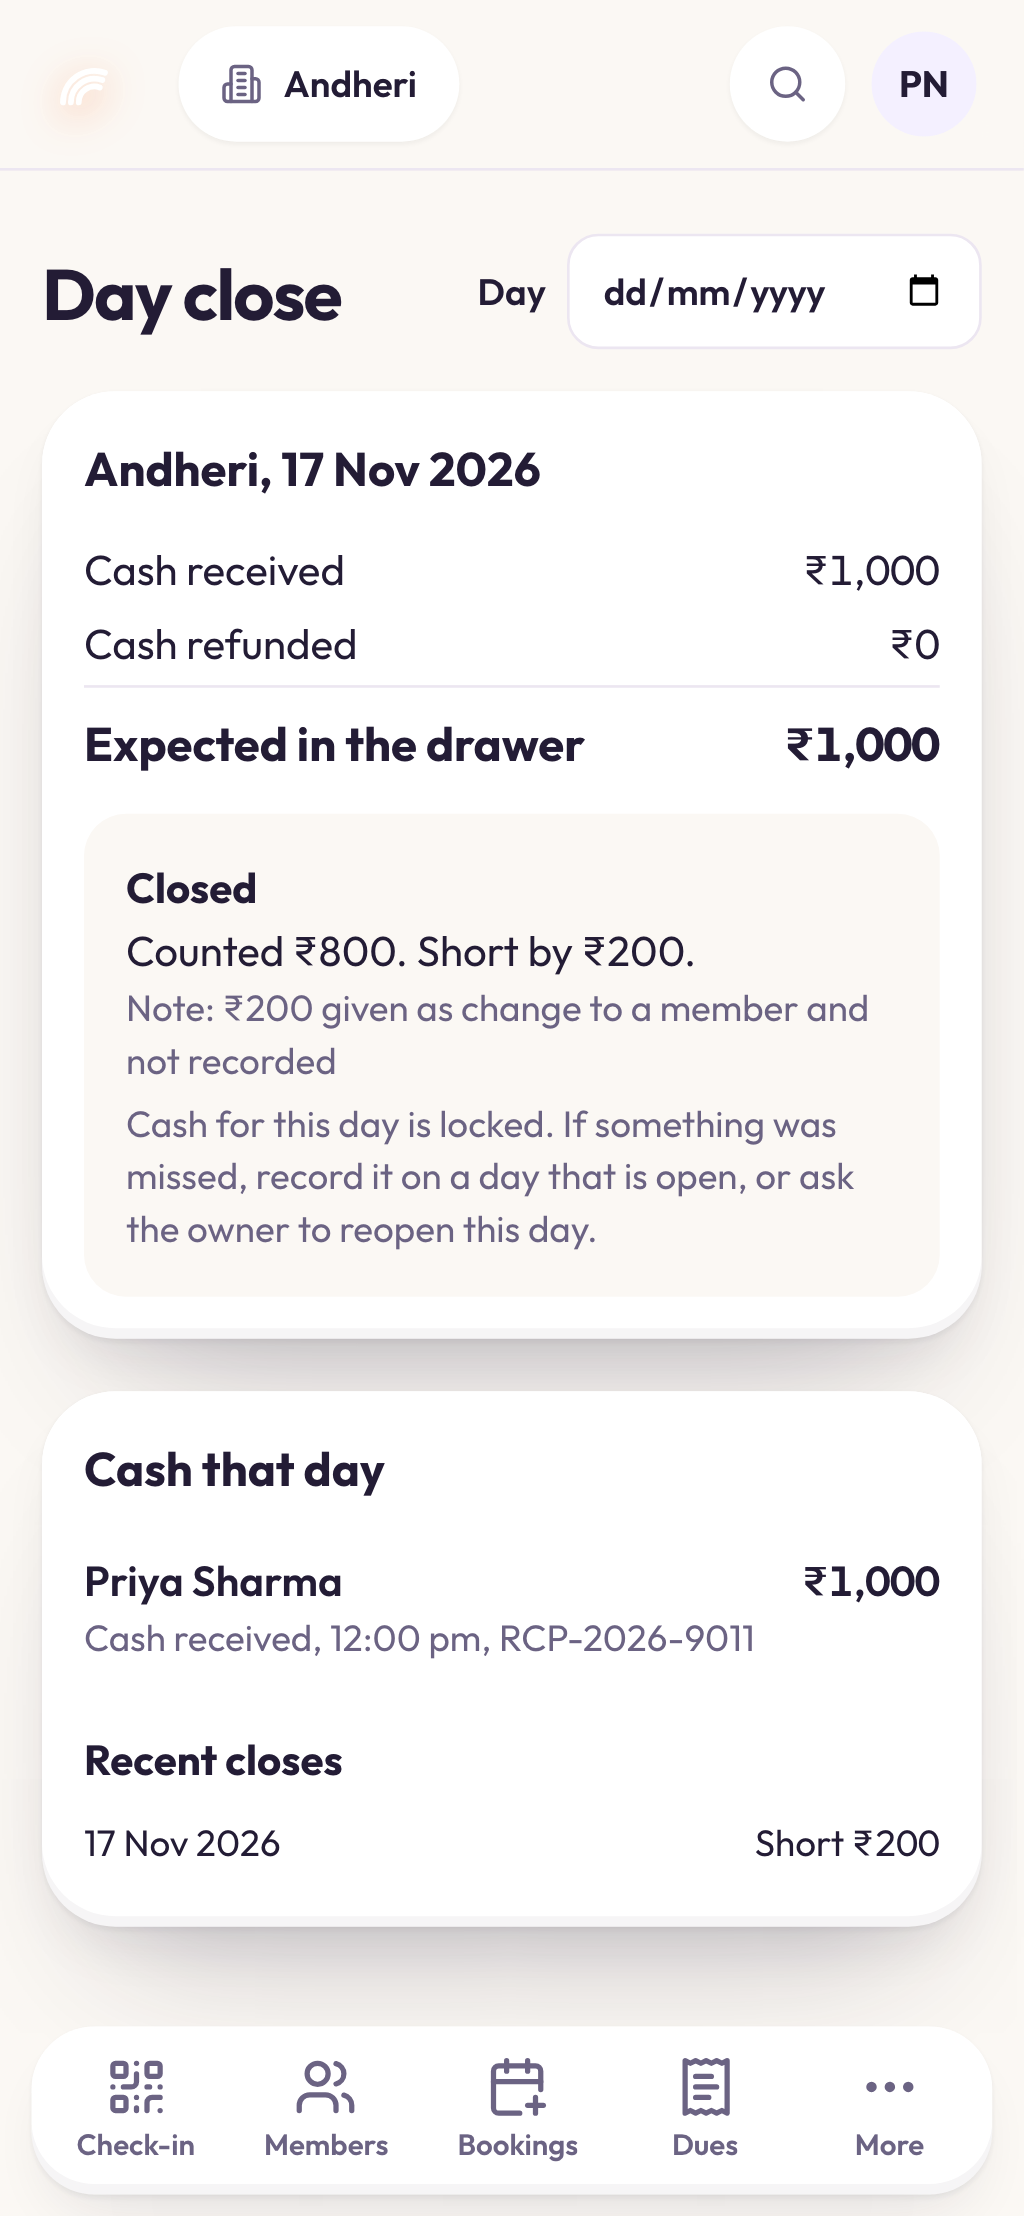 Andheri
PN
Day close
Day
dd/mm/yyyy
Andheri, 17 Nov 2026
Cash received ₹1,000
Cash refunded ₹0
Expected in the drawer ₹1,000
Closed
Counted ₹800. Short by ₹200.
Note: ₹200 given as change to a member and
not recorded
Cash for this day is locked. If something was
missed, record it on a day that is open, or ask
the owner to reopen this day.
Cash that day
Priya Sharma ₹1,000
Cash received, 12:00 pm, RCP-2026-9011
Recent closes
17 Nov 2026 Short ₹200
Check-in Members Bookings Dues More